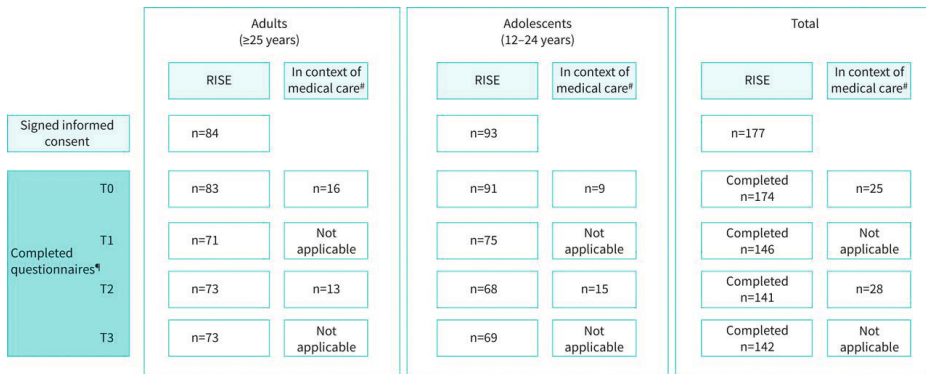 Adults
(≥25 years)
Adolescents
(12–24 years)
Total
RISE
In context of
medical care#
RISE
In context of
medical care#
RISE
In context of
medical care#
Signed informed
consent
n=84
n=93
n=177
Completed
questionnaires¶
T0
n=83
n=16
n=91
n=9
Completed
n=174
n=25
T1
n=71
Not
applicable
n=75
Not
applicable
Completed
n=146
Not
applicable
T2
n=73
n=13
n=68
n=15
Completed
n=141
n=28
T3
n=73
Not
applicable
n=69
Not
applicable
Completed
n=142
Not
applicable